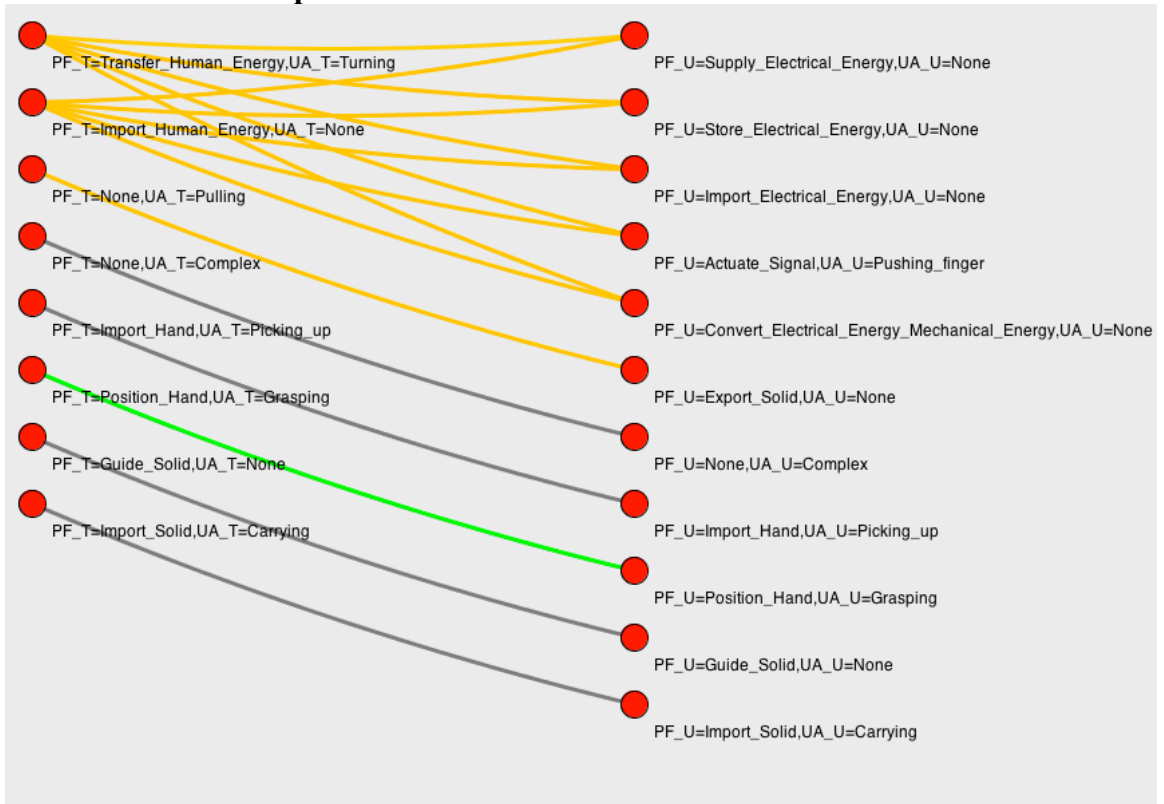 PF_T=Transfer_Human_Energy,UA_T=Turning
PF_T=Import_Human_Energy,UA_T=None
PF_T=None,UA_T=Pulling
PF_T=None,UA_T=Complex
PF_T=Import_Hand,UA_T=Picking_up
PF_T=Position_Hand,UA_T=Grasping
PF_T=Guide_Solid,UA_T=None
PF_T=Import_Solid,UA_T=Carrying
PF_U=Supply_Electrical_Energy,UA_U=None
PF_U=Store_Electrical_Energy,UA_U=None
PF_U=Import_Electrical_Energy,UA_U=None
PF_U=Actuate_Signal,UA_U=Pushing_finger
PF_U=Convert_Electrical_Energy_Mechanical_Energy,UA_U=None
PF_U=Export_Solid,UA_U=None
PF_U=None,UA_U=Complex
PF_U=Import_Hand,UA_U=Picking_up
PF_U=Position_Hand,UA_U=Grasping
PF_U=Guide_Solid,UA_U=None
PF_U=Import_Solid,UA_U=Carrying